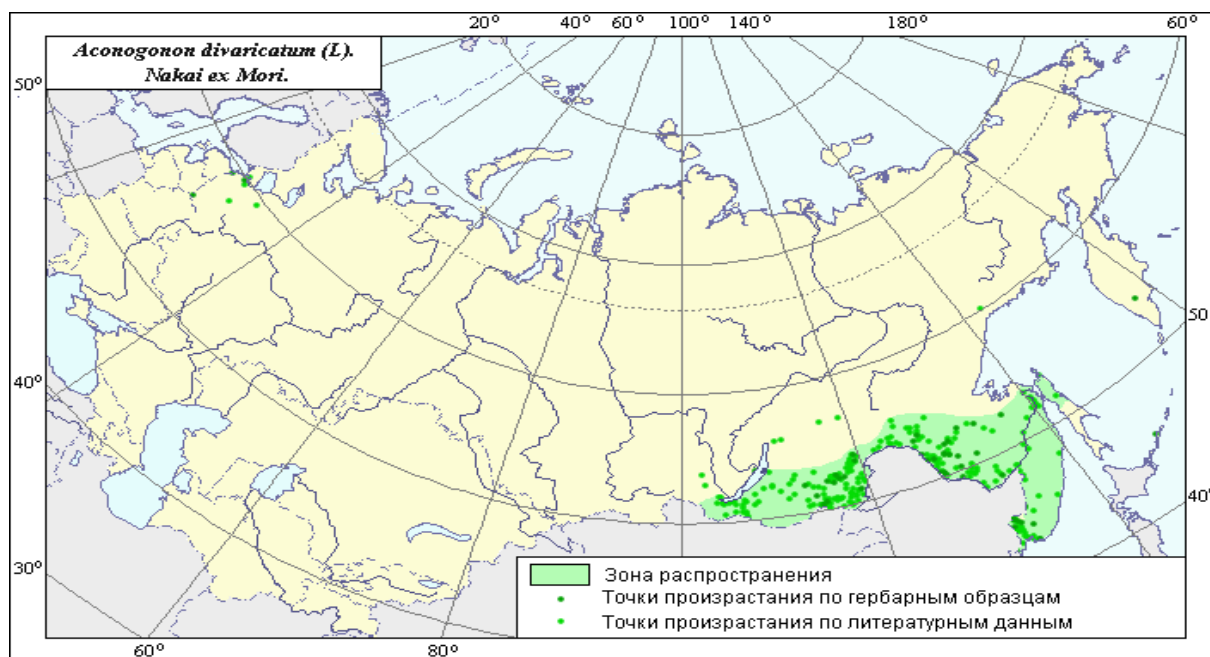 20° 40° 60° 100° 140° 180° 60°
Aconogonon divaricatum (L).
Nakai ex Mori.
50°
50°
40°
40°
30°
Зона распространения
Точки произрастания по гербарным образцам
Точки произрастания по литературным данным
60° 80°